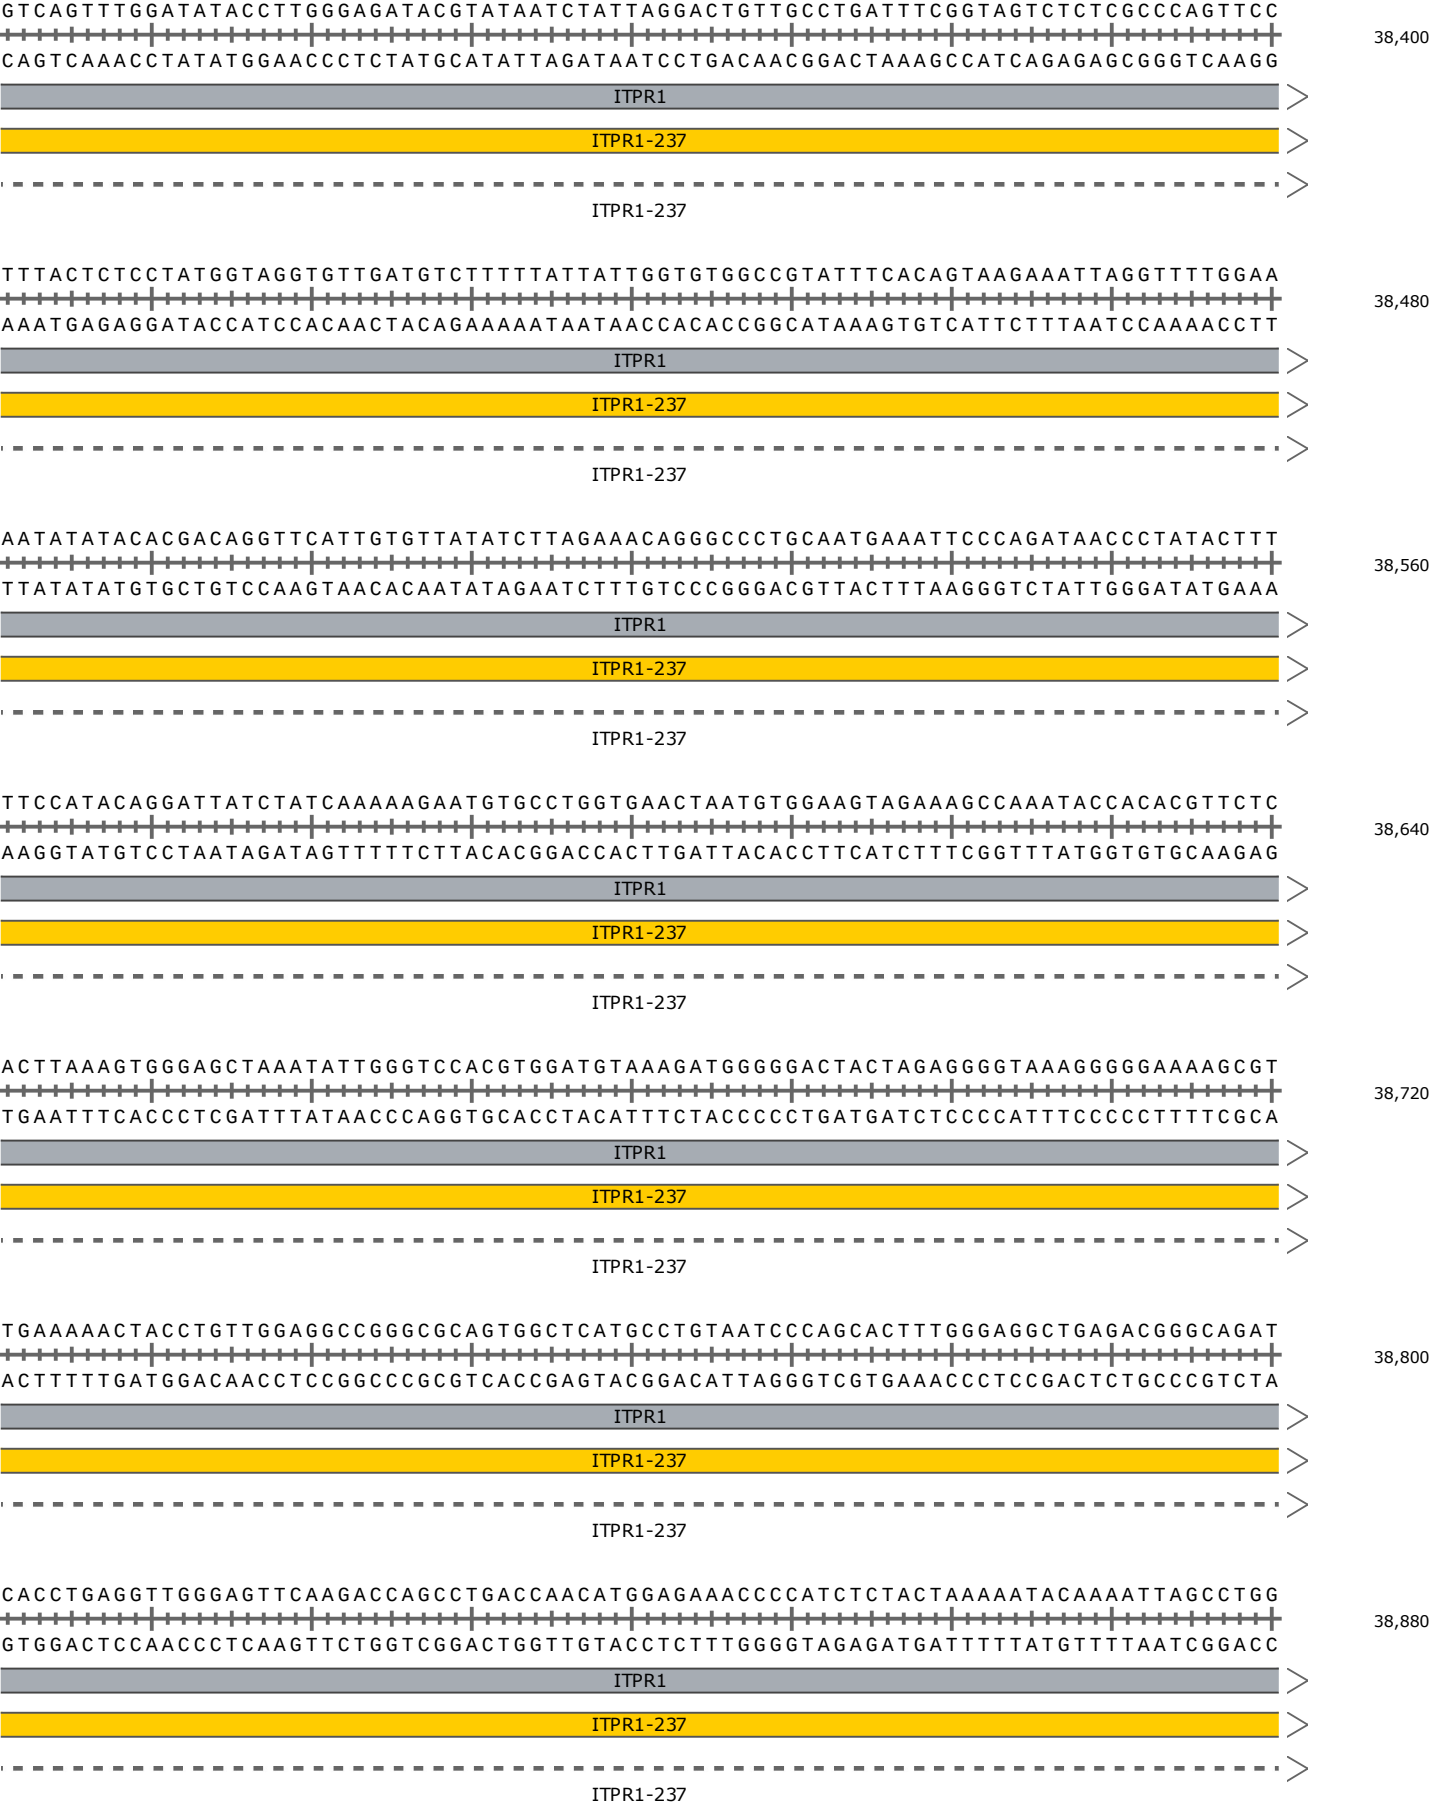 GTCAGTTTGGATATACCTTGGGAGATACGTATAATCTATTAGGACTGTTGCCTGATTTCGGTAGTCTCTCGCCCAGTTCC
38,400
CAGTCAAACCTATATGGAACCCTCTATGCATATTAGATAATCCTGACAACGGACTAAAGCCATCAGAGAGCGGGTCAAGG
ITPR1
ITPR1-237
ITPR1-237
TTTACTCTCCTATGGTAGGTGTTGATGTCTTTTTATTATTGGTGTGGCCGTATTTCACAGTAAGAAATTAGGTTTTGGAA
38,480
AAATGAGAGGATACCATCCACAACTACAGAAAAATAATAACCACACCGGCATAAAGTGTCATTCTTTAATCCAAAACCTT
ITPR1
ITPR1-237
ITPR1-237
AATATATACACGACAGGTTCATTGTGTTATATCTTAGAAACAGGGCCCTGCAATGAAATTCCCAGATAACCCTATACTTT
38,560
TTATATATGTGCTGTCCAAGTAACACAATATAGAATCTTTGTCCCGGGACGTTACTTTAAGGGTCTATTGGGATATGAAA
ITPR1
ITPR1-237
ITPR1-237
TTCCATACAGGATTATCTATCAAAAAGAATGTGCCTGGTGAACTAATGTGGAAGTAGAAAGCCAAATACCACACGTTCTC
38,640
AAGGTATGTCCTAATAGATAGTTTTTCTTACACGGACCACTTGATTACACCTTCATCTTTCGGTTTATGGTGTGCAAGAG
ITPR1
ITPR1-237
ITPR1-237
ACTTAAAGTGGGAGCTAAATATTGGGTCCACGTGGATGTAAAGATGGGGGACTACTAGAGGGGTAAAGGGGGAAAAGCGT
38,720
TGAATTTCACCCTCGATTTATAACCCAGGTGCACCTACATTTCTACCCCCTGATGATCTCCCCATTTCCCCCTTTTCGCA
ITPR1
ITPR1-237
ITPR1-237
TGAAAAACTACCTGTTGGAGGCCGGGCGCAGTGGCTCATGCCTGTAATCCCAGCACTTTGGGAGGCTGAGACGGGCAGAT
38,800
ACTTTTTGATGGACAACCTCCGGCCCGCGTCACCGAGTACGGACATTAGGGTCGTGAAACCCTCCGACTCTGCCCGTCTA
ITPR1
ITPR1-237
ITPR1-237
CACCTGAGGTTGGGAGTTCAAGACCAGCCTGACCAACATGGAGAAACCCCATCTCTACTAAAAATACAAAATTAGCCTGG
38,880
GTGGACTCCAACCCTCAAGTTCTGGTCGGACTGGTTGTACCTCTTTGGGGTAGAGATGATTTTTATGTTTTAATCGGACC
ITPR1
ITPR1-237
ITPR1-237